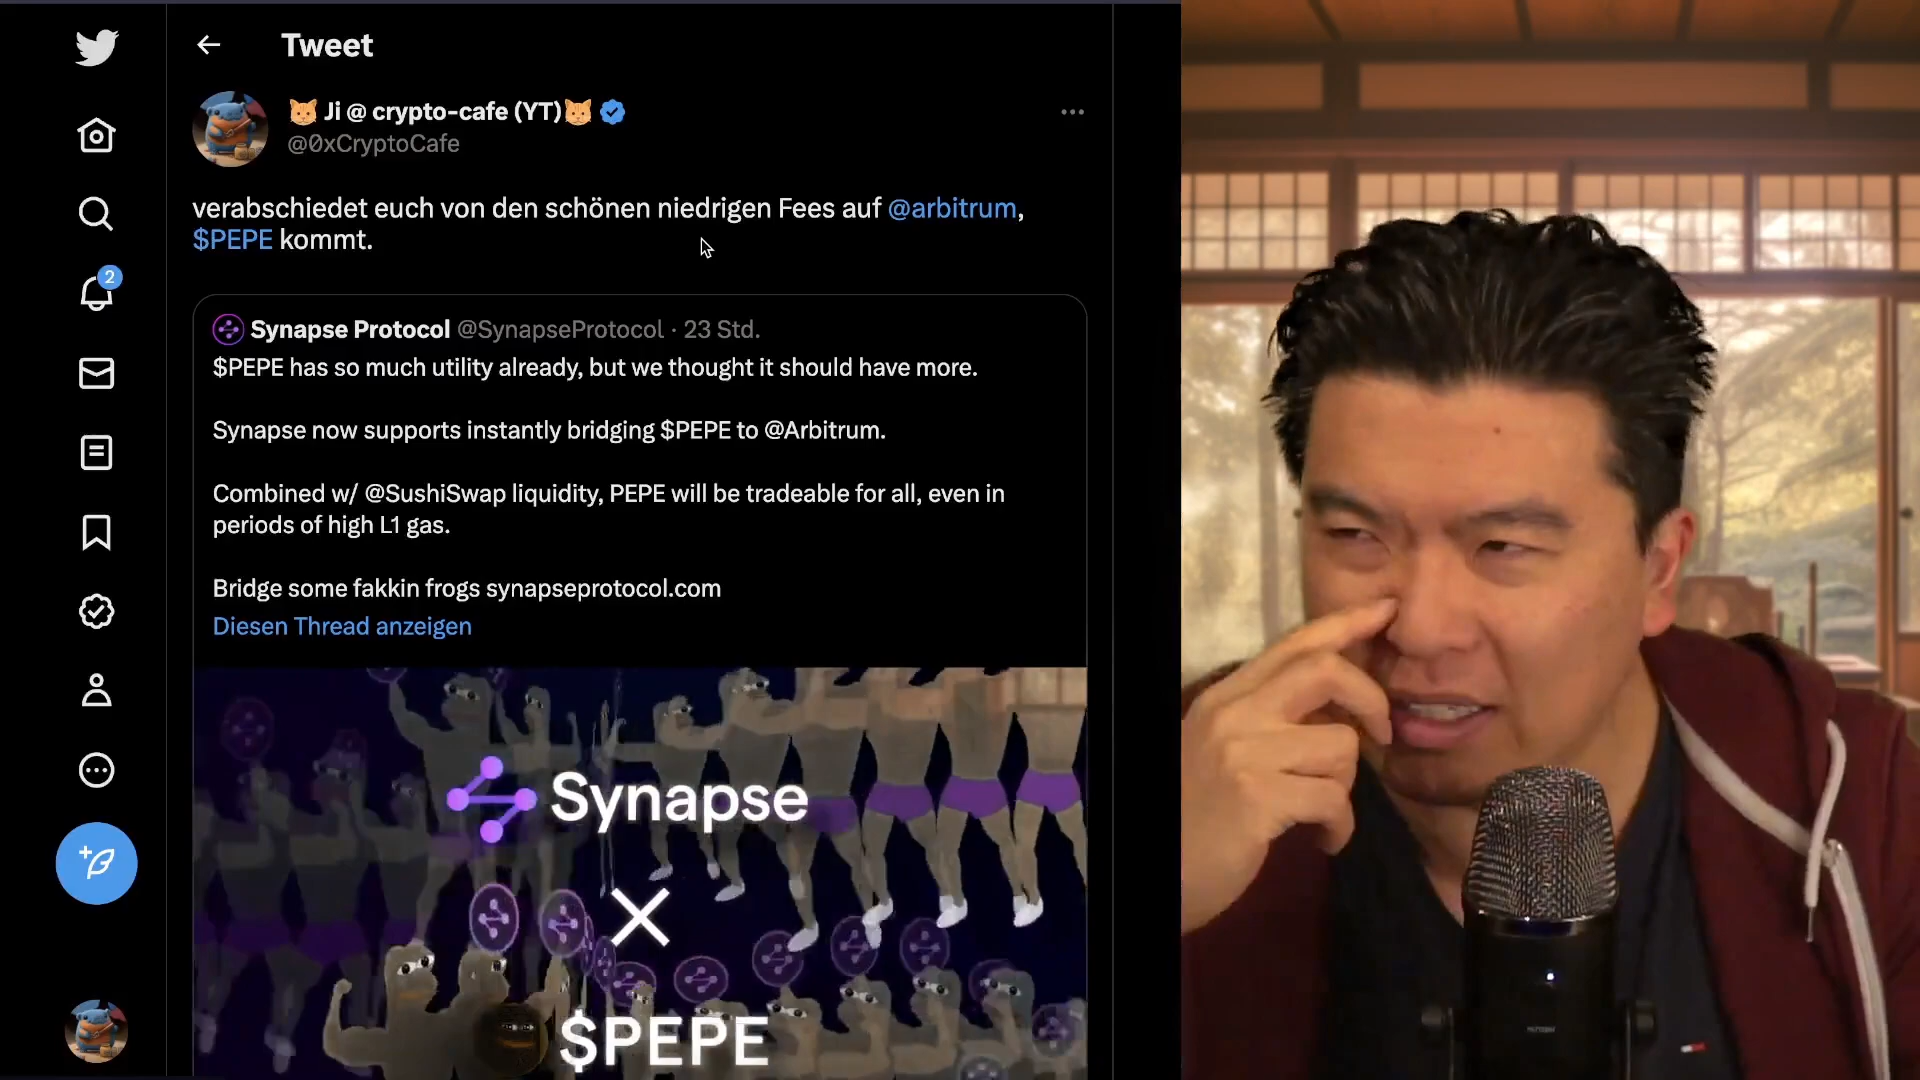 Tweet
🐱 Ji @ crypto-cafe (YT)🐱
@0xCryptoCafe
verabschiedet euch von den schönen niedrigen Fees auf @arbitrum,
$PEPE kommt.
2
Synapse Protocol @SynapseProtocol · 23 Std.
$PEPE has so much utility already, but we thought it should have more.
Synapse now supports instantly bridging $PEPE to @Arbitrum.
Combined w/ @SushiSwap liquidity, PEPE will be tradeable for all, even in
periods of high L1 gas.
Bridge some fakkin frogs synapseprotocol.com
Diesen Thread anzeigen
Synapse
X
$PEPE